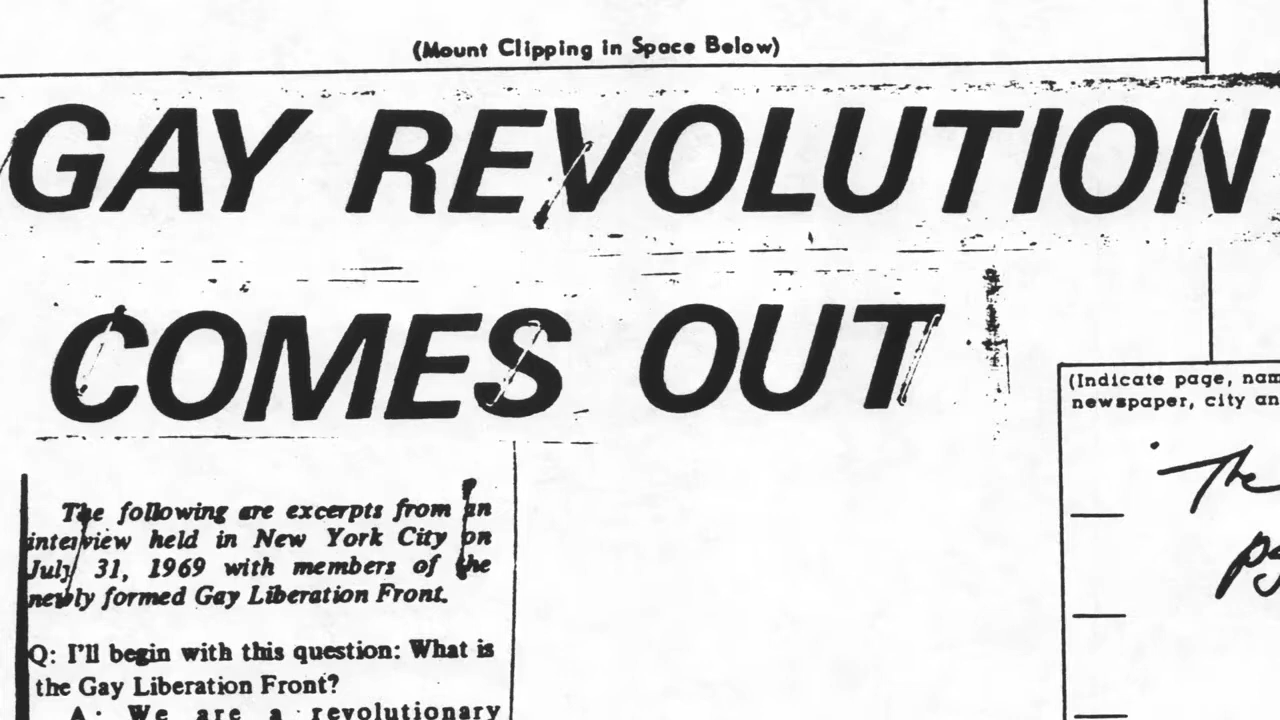 (Mount Clipping in Space Below)
GAY REVOLUTION
COMES OUT
(Indicate page, nam
newspaper, city an
The
The following are excerpts from an
interview held in New York City on
July 31, 1969 with members of the
newly formed Gay Liberation Front.
Q: I'll begin with this question: What is
the Gay Liberation Front?
A: We are a revolutionary